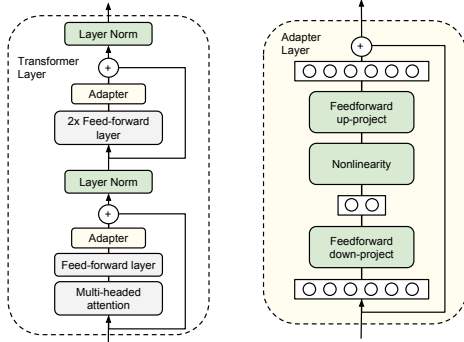 Layer Norm
Transformer
Layer
+
Adapter
2x Feed-forward
layer
Layer Norm
+
Adapter
Feed-forward layer
Multi-headed
attention
Adapter
Layer
+
Feedforward
up-project
Nonlinearity
Feedforward
down-project